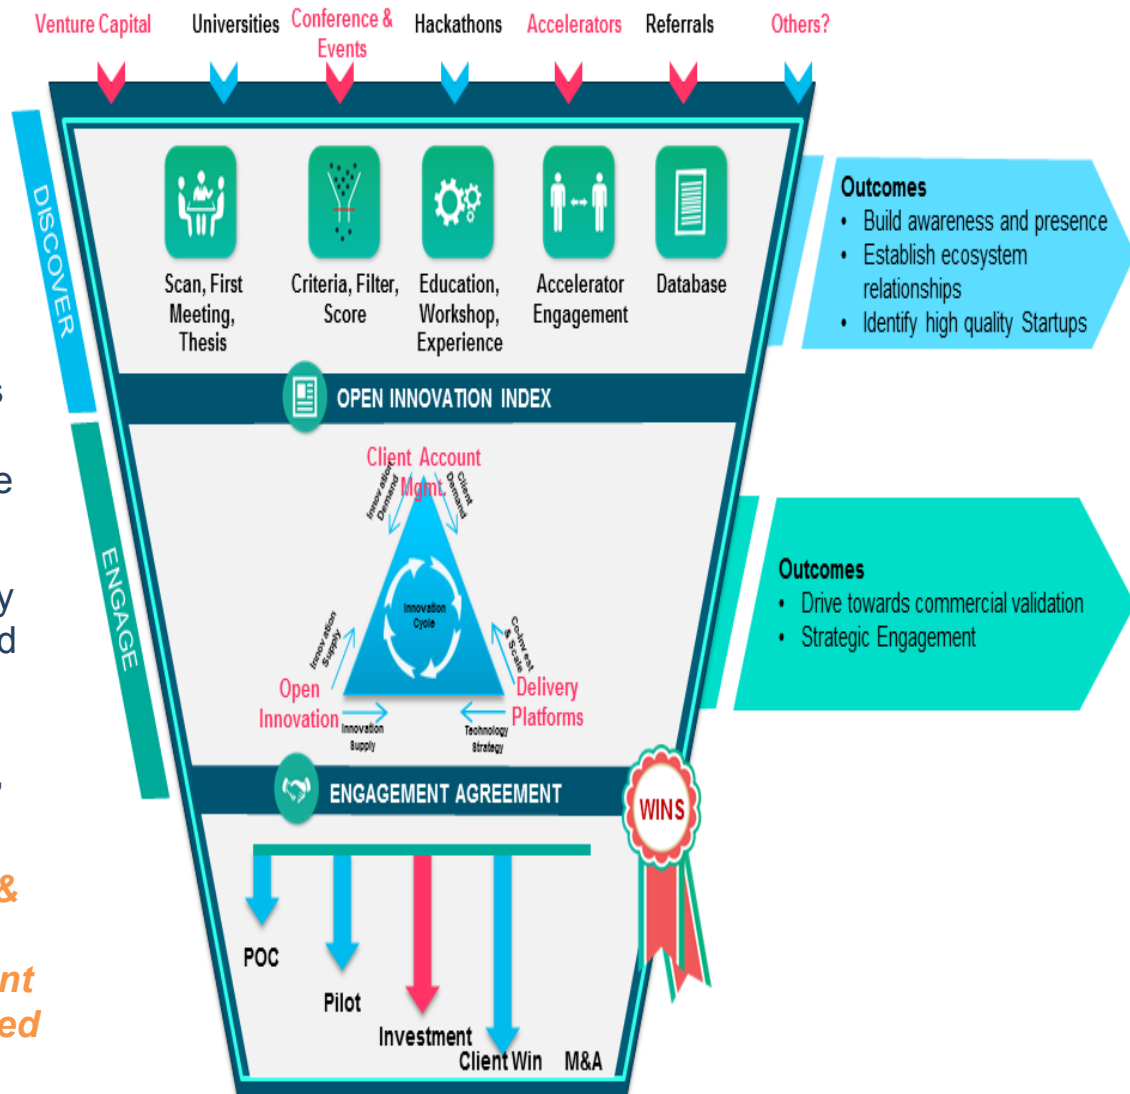 Venture Capital
Universities
Conference &
Events
Hackathons
Accelerators
Referrals
Others?
DISCOVER
Scan, First
Meeting,
Thesis
Criteria, Filter,
Score
Education,
Workshop,
Experience
Accelerator
Engagement
Database
Outcomes
• Build awareness and presence
• Establish ecosystem
relationships
• Identify high quality Startups
OPEN INNOVATION INDEX
ENGAGE
Client Account
Mgmt.
Innovation
Demand
Client
Demand
Innovation
Cycle
Innovation
Supply
Co-invest
& Scale
Open
Innovation
Delivery
Platforms
Innovation
Supply
Technology
Strategy
Outcomes
• Drive towards commercial validation
• Strategic Engagement
ENGAGEMENT AGREEMENT
WINS
POC
Pilot
Investment
Client Win
M&A
&